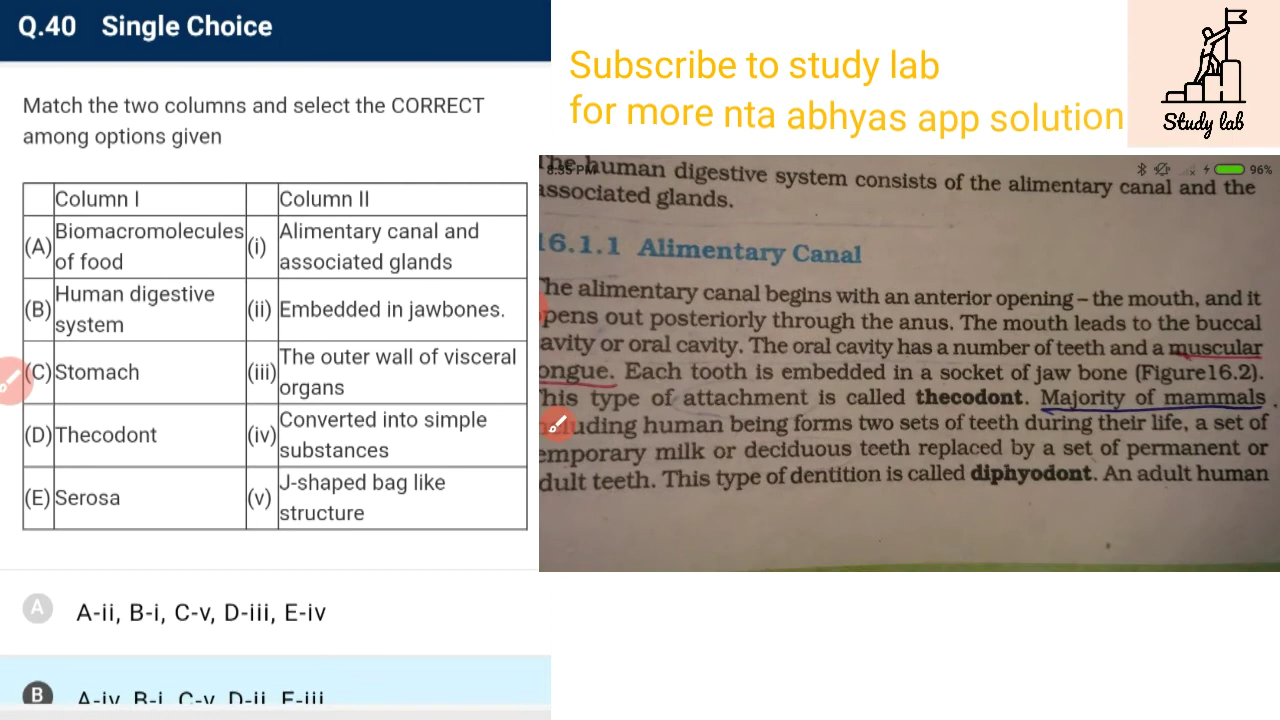 Q.40 Single Choice
Match the two columns and select the CORRECT
among options given
Column I Column II
(A) Biomacromolecules of food (i) Alimentary canal and associated glands
(B) Human digestive system (ii) Embedded in jawbones.
(C) Stomach (iii) The outer wall of visceral organs
(D) Thecodont (iv) Converted into simple substances
(E) Serosa (v) J-shaped bag like structure
A A-ii, B-i, C-v, D-iii, E-iv
B A-iv, B-i, C-v, D-ii, E-iii
Subscribe to study lab
for more nta abhyas app solution
Study lab
8:35 PM 96%
The human digestive system consists of the alimentary canal and the
associated glands.
16.1.1 Alimentary Canal
The alimentary canal begins with an anterior opening – the mouth, and it
pens out posteriorly through the anus. The mouth leads to the buccal
avity or oral cavity. The oral cavity has a number of teeth and a muscular
ongue. Each tooth is embedded in a socket of jaw bone (Figure16.2).
This type of attachment is called thecodont. Majority of mammals
luding human being forms two sets of teeth during their life, a set of
emporary milk or deciduous teeth replaced by a set of permanent or
dult teeth. This type of dentition is called diphyodont. An adult human